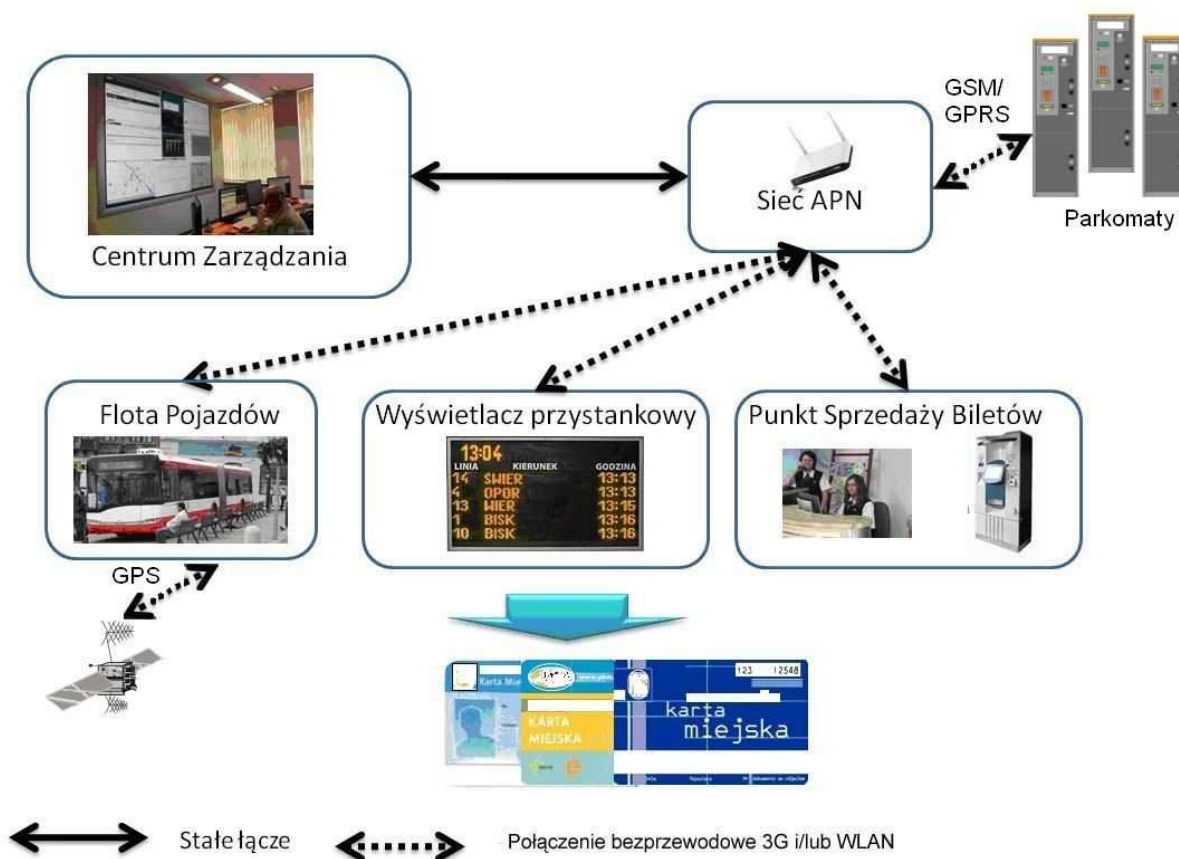 Centrum Zarządzania
Sieć APN
GSM/
GPRS
Parkomaty
Flota Pojazdów
Wyświetlacz przystankowy
13:04
LINIA KIERUNEK GODZINA
14 SWIER 13:13
4 OPOR 13:13
13 WIER 13:15
1 BISK 13:16
10 BISK 13:16
Punkt Sprzedaży Biletów
GPS
Karta
KARTA
MIEJSKA
123 12548
karta
miejska
Stałe łącze
Połączenie bezprzewodowe 3G i/lub WLAN